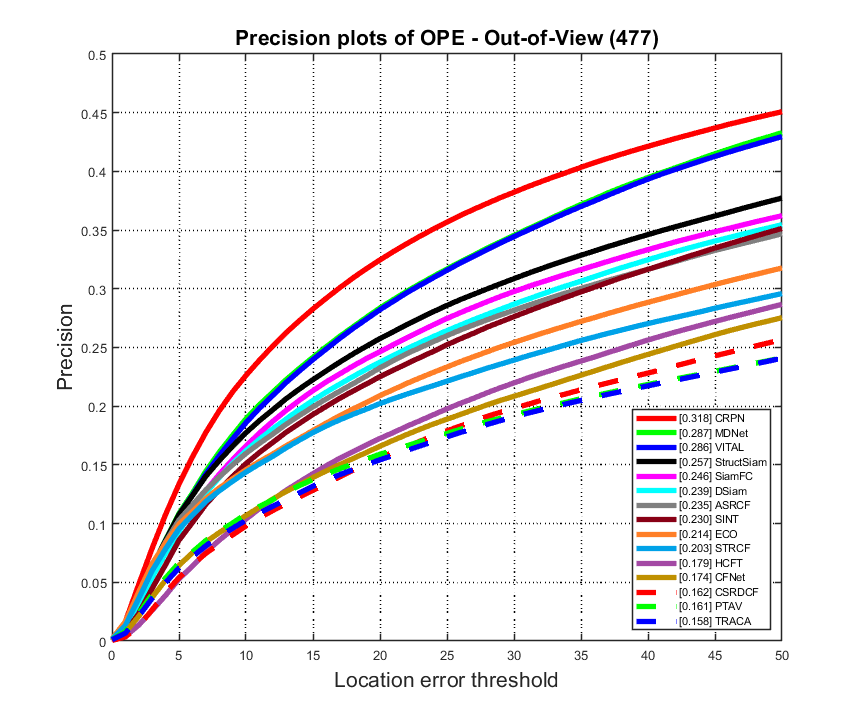 Precision plots of OPE - Out-of-View (477)
0.5
0.45
0.4
0.35
0.3
0.25
0.2
0.15
0.1
0.05
0
Precision
[0.318] CRPN
[0.287] MDNet
[0.286] VITAL
[0.257] StructSiam
[0.246] SiamFC
[0.239] DSiam
[0.235] ASRCF
[0.230] SINT
[0.214] ECO
[0.203] STRCF
[0.179] HCFT
[0.174] CFNet
[0.162] CSRDCF
[0.161] PTAV
[0.158] TRACA
0 5 10 15 20 25 30 35 40 45 50
Location error threshold